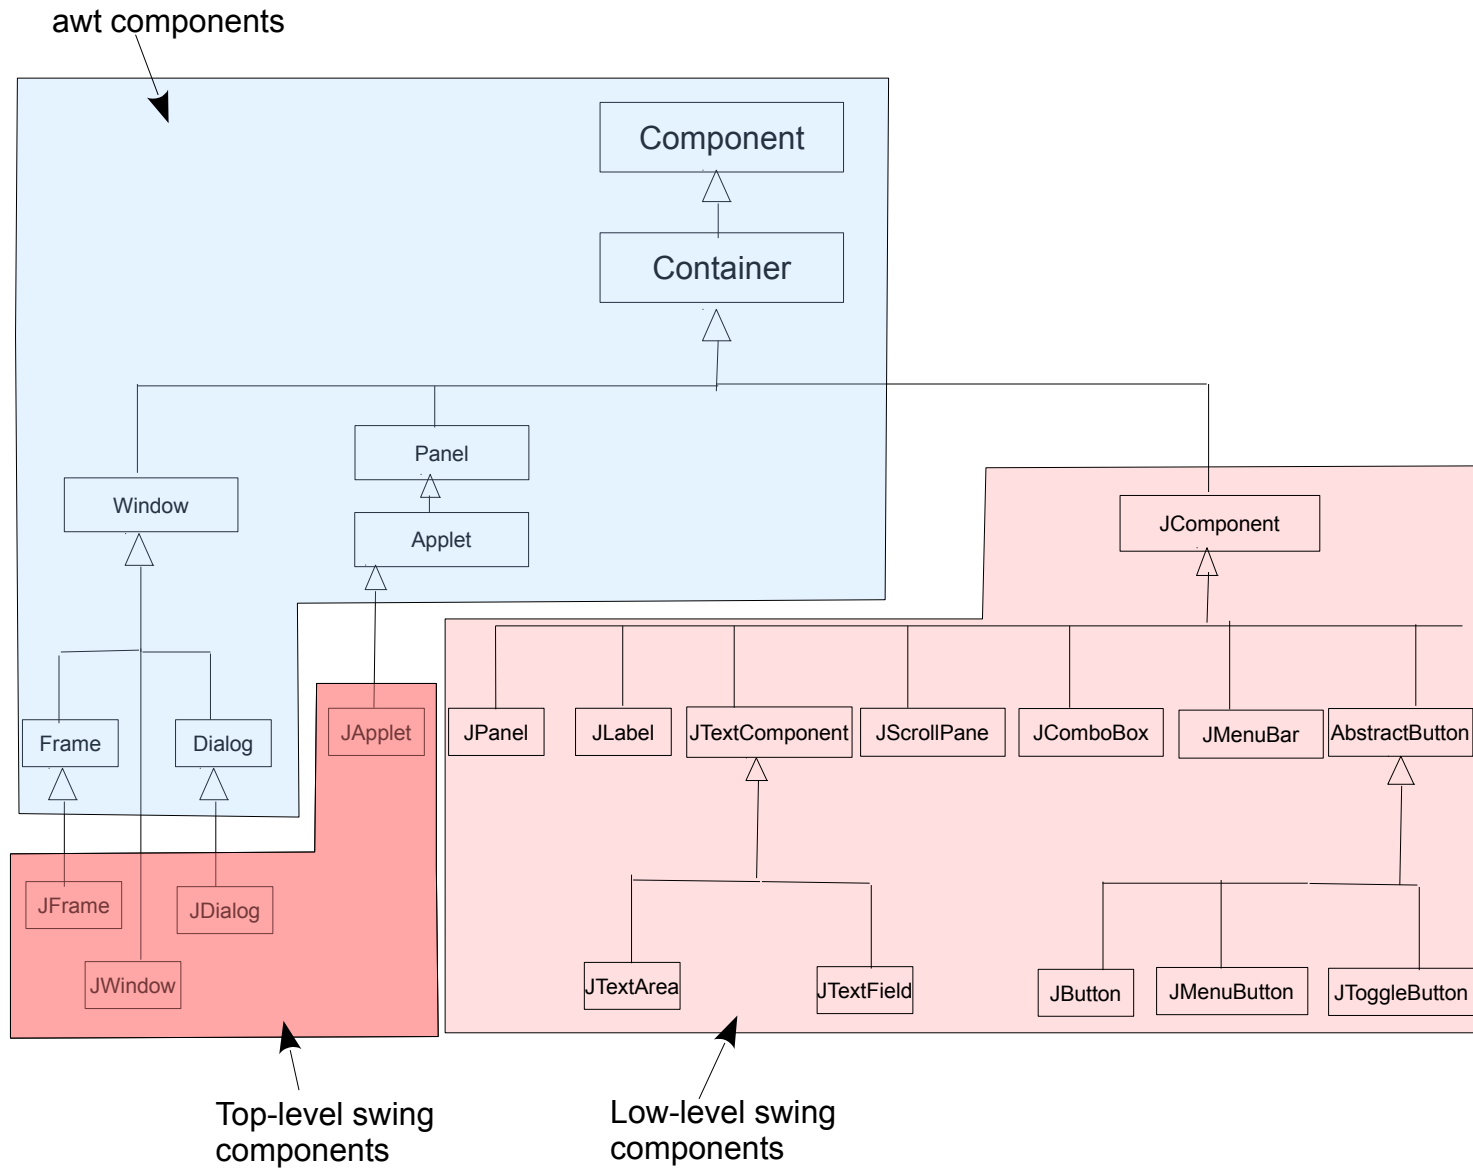 awt components
Component
Container
Panel
Window
Applet
JComponent
Frame
Dialog
JApplet
JPanel
JLabel
JTextComponent
JScrollPane
JComboBox
JMenuBar
AbstractButton
JFrame
JDialog
JWindow
JTextArea
JTextField
JButton
JMenuButton
JToggleButton
Top-level swing
components
Low-level swing
components